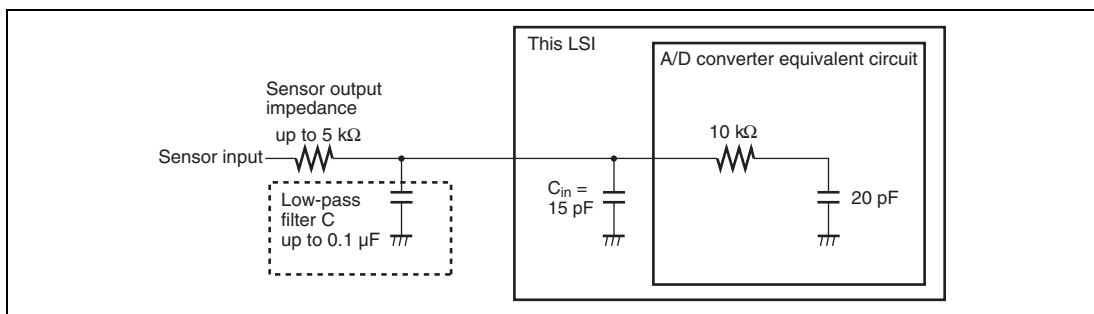 This LSI
A/D converter equivalent circuit
Sensor output
impedance
up to 5 kΩ
10 kΩ
Sensor input
Low-pass
filter C
up to 0.1 μF
Cin =
15 pF
20 pF